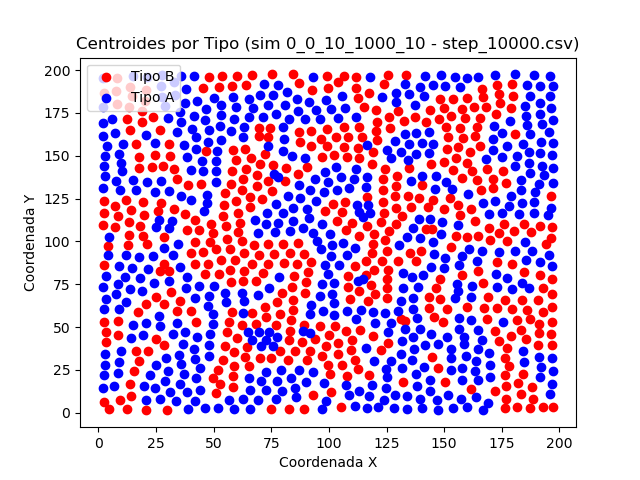 Centroides por Tipo (sim 0_0_10_1000_10 - step_10000.csv)
Tipo B
Tipo A
200
175
150
125
100
75
50
25
0
Coordenada Y
0 25 50 75 100 125 150 175 200
Coordenada X